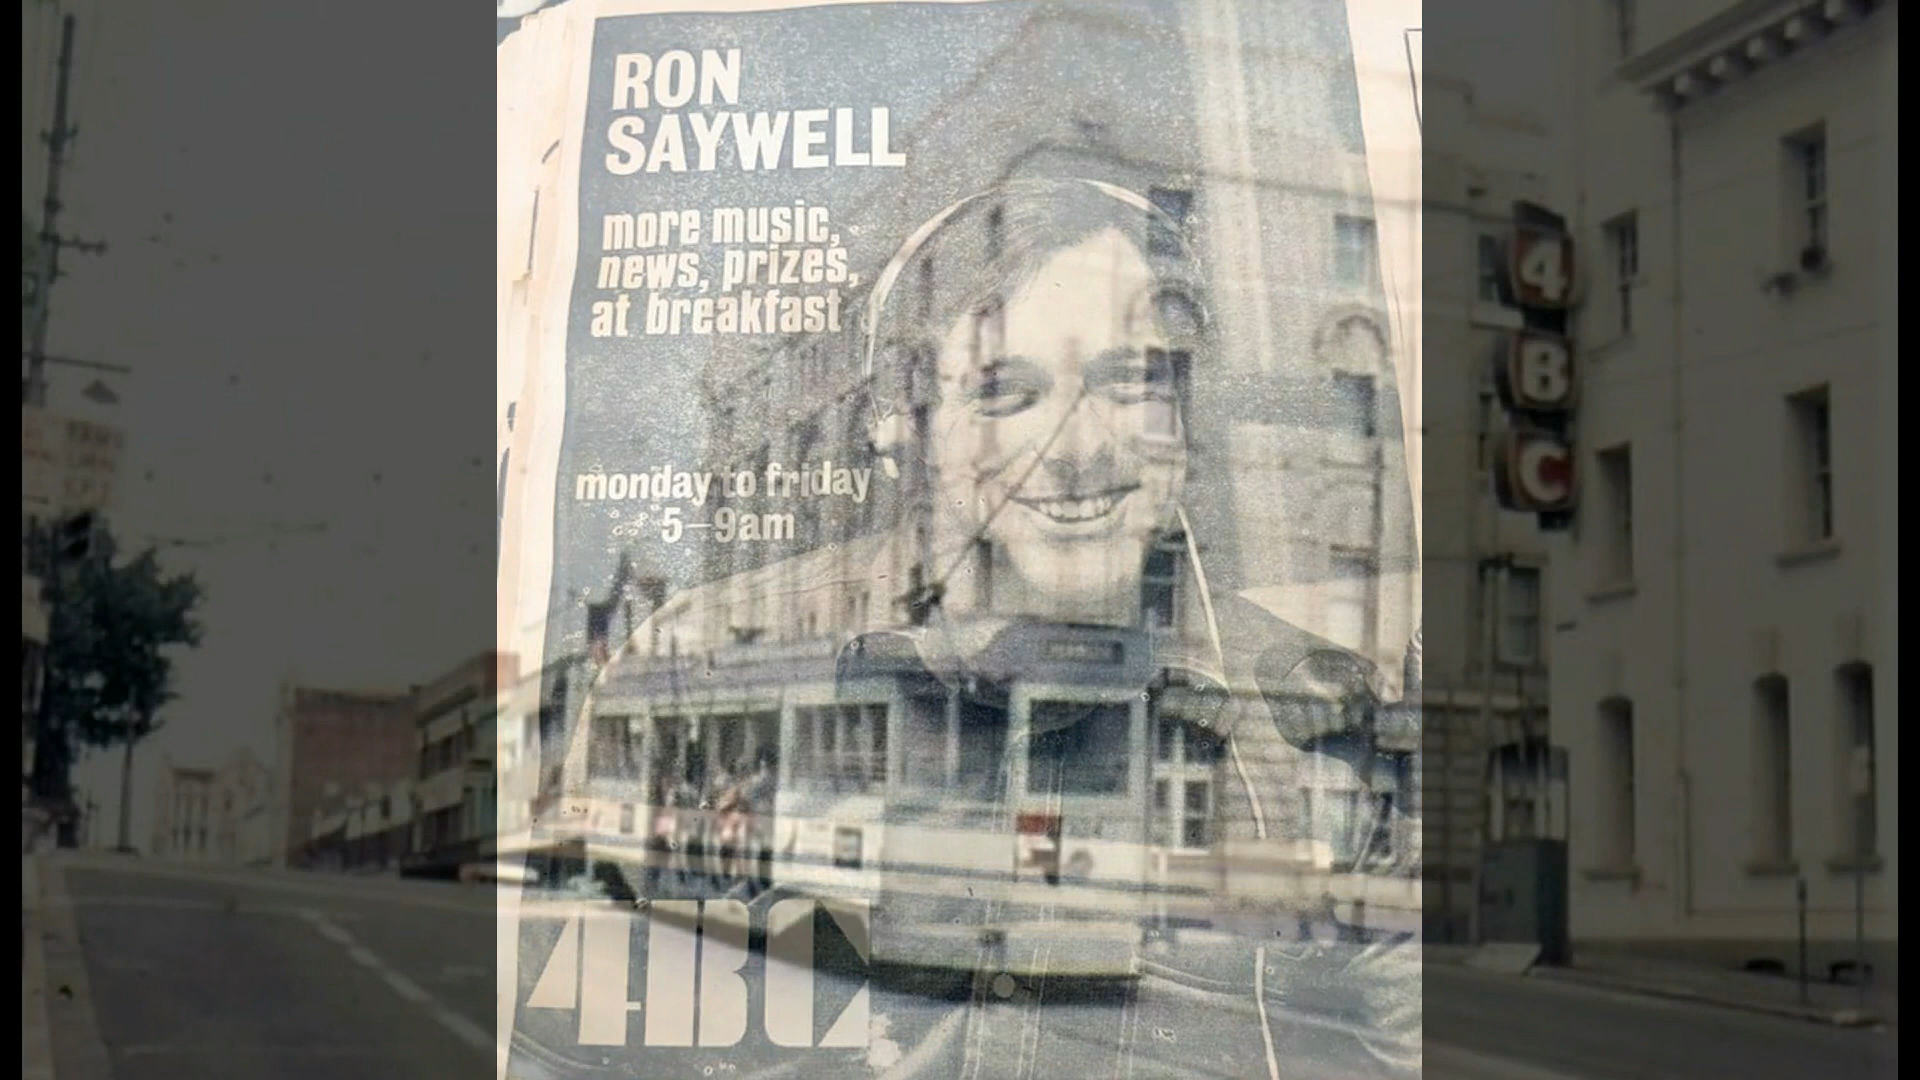 RON
SAYWELL
more music,
news, prizes,
at breakfast
monday to friday
5–9am
4BC
4
B
C